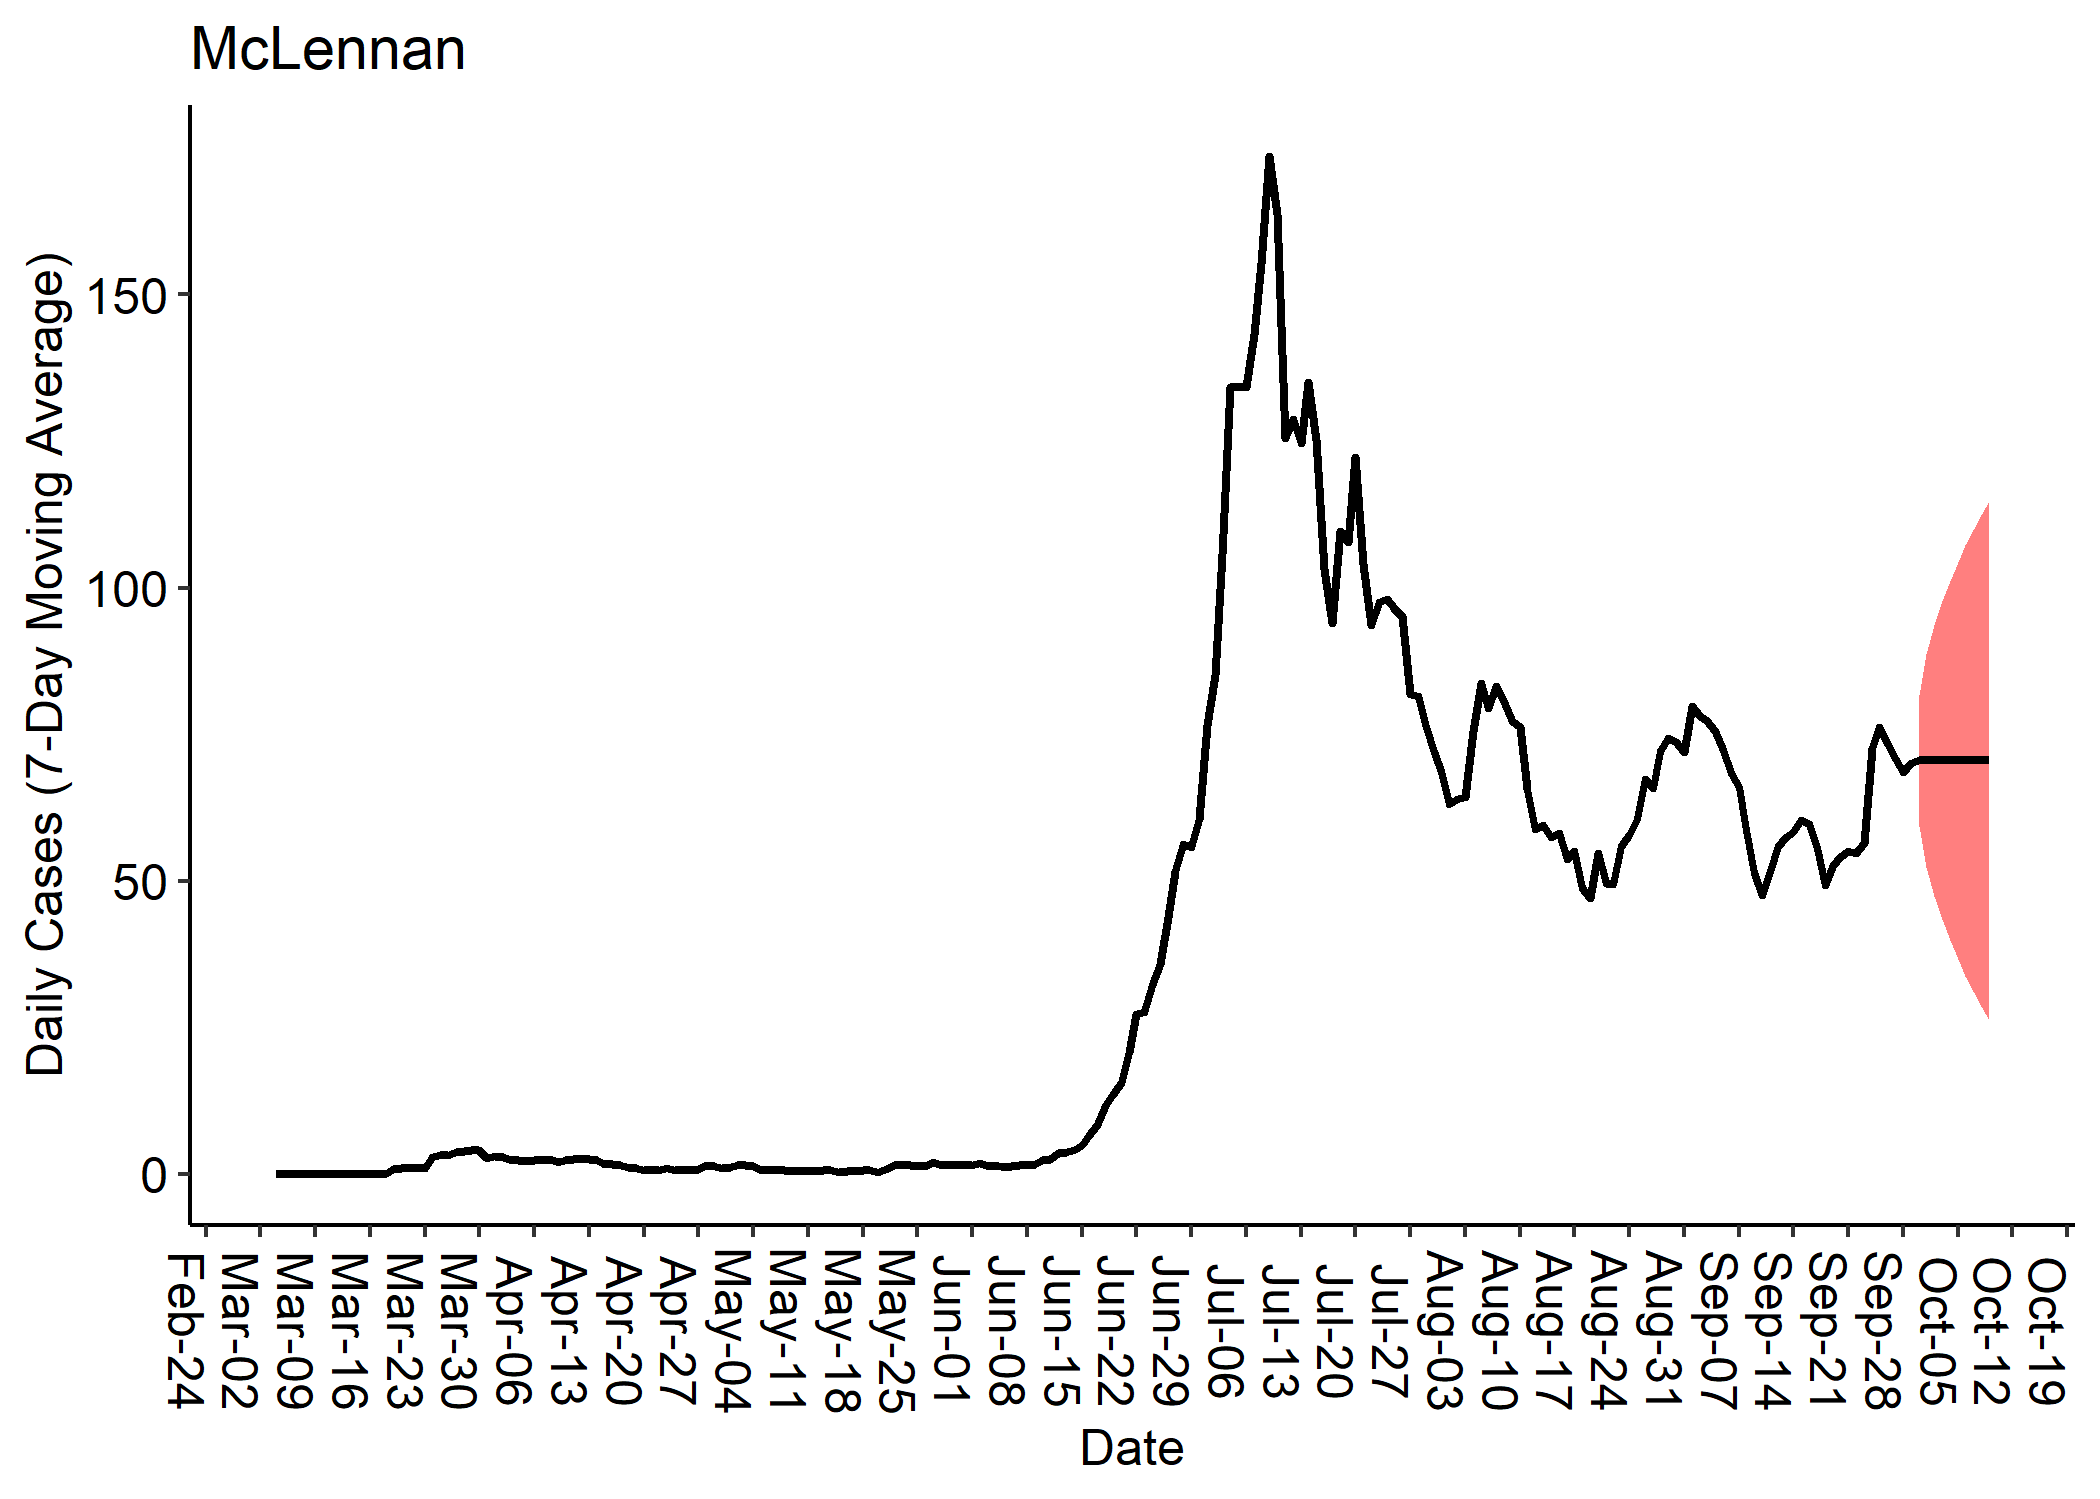 McLennan
Daily Cases (7-Day Moving Average)
150
100
50
0
Feb-24
Mar-02
Mar-09
Mar-16
Mar-23
Mar-30
Apr-06
Apr-13
Apr-20
Apr-27
May-04
May-11
May-18
May-25
Jun-01
Jun-08
Jun-15
Jun-22
Jun-29
Jul-06
Jul-13
Jul-20
Jul-27
Aug-03
Aug-10
Aug-17
Aug-24
Aug-31
Sep-07
Sep-14
Sep-21
Sep-28
Oct-05
Oct-12
Oct-19
Date